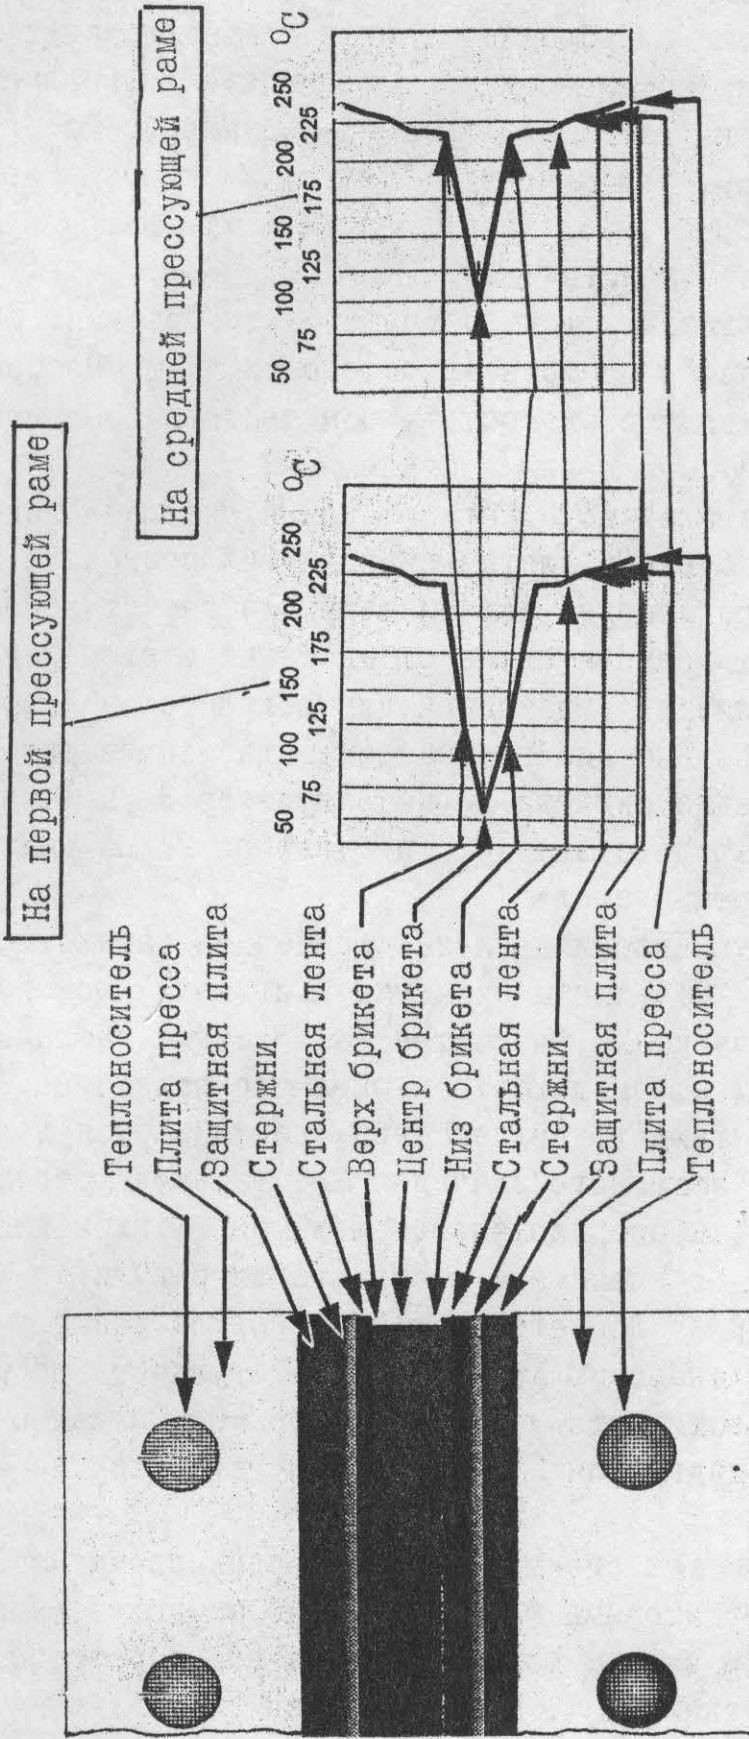 На первой прессующей раме
На средней прессующей раме
50 75 100 125 150 175 200 225 250 °C
50 75 100 125 150 175 200 225 250 °C
Теплоноситель
Плита пресса
Защитная плита
Стержни
Стальная лента
Верх брикета
Центр брикета
Низ брикета
Стальная лента
Стержни
Защитная плита
Плита пресса
Теплоноситель